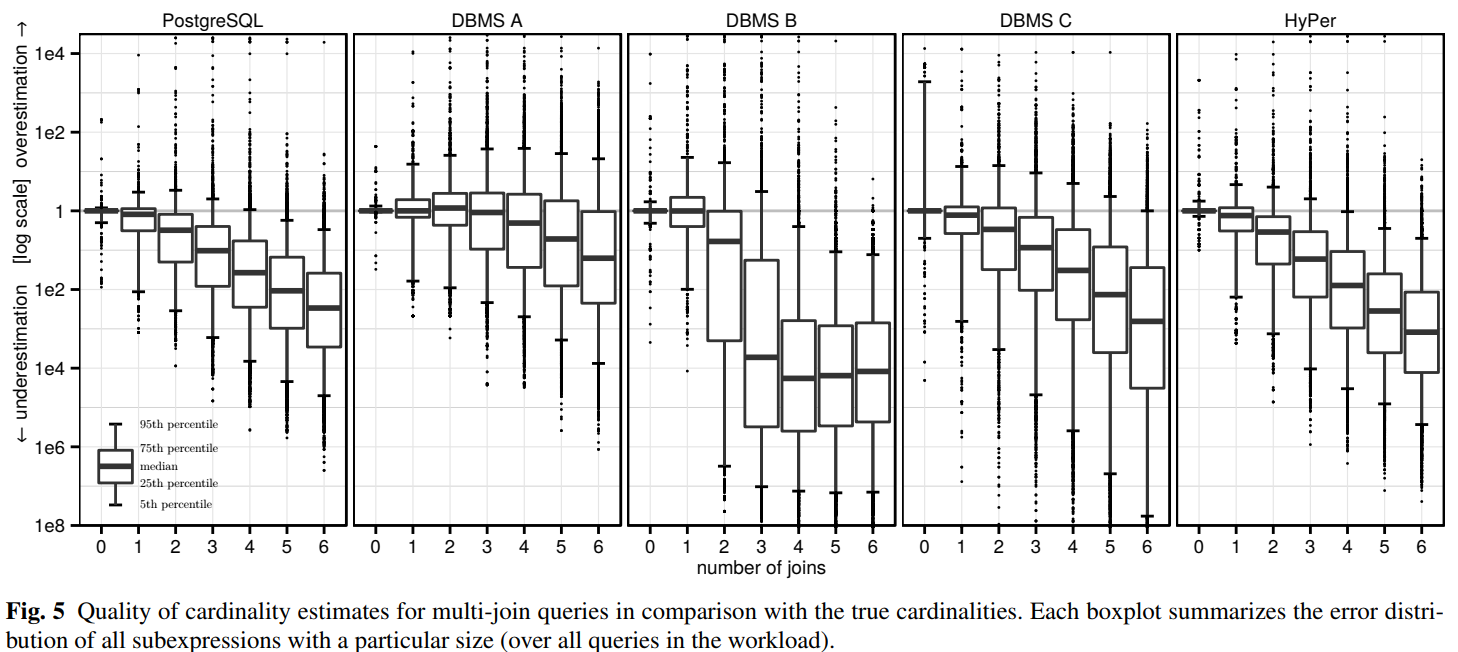 PostgreSQL DBMS A DBMS B DBMS C HyPer
← underestimation [log scale] overestimation →
1e4
1e2
1
1e2
1e4
1e6
1e8
95th percentile
75th percentile
median
25th percentile
5th percentile
0 1 2 3 4 5 6 0 1 2 3 4 5 6 0 1 2 3 4 5 6 0 1 2 3 4 5 6 0 1 2 3 4 5 6
number of joins
Fig. 5 Quality of cardinality estimates for multi-join queries in comparison with the true cardinalities. Each boxplot summarizes the error distri-
bution of all subexpressions with a particular size (over all queries in the workload).